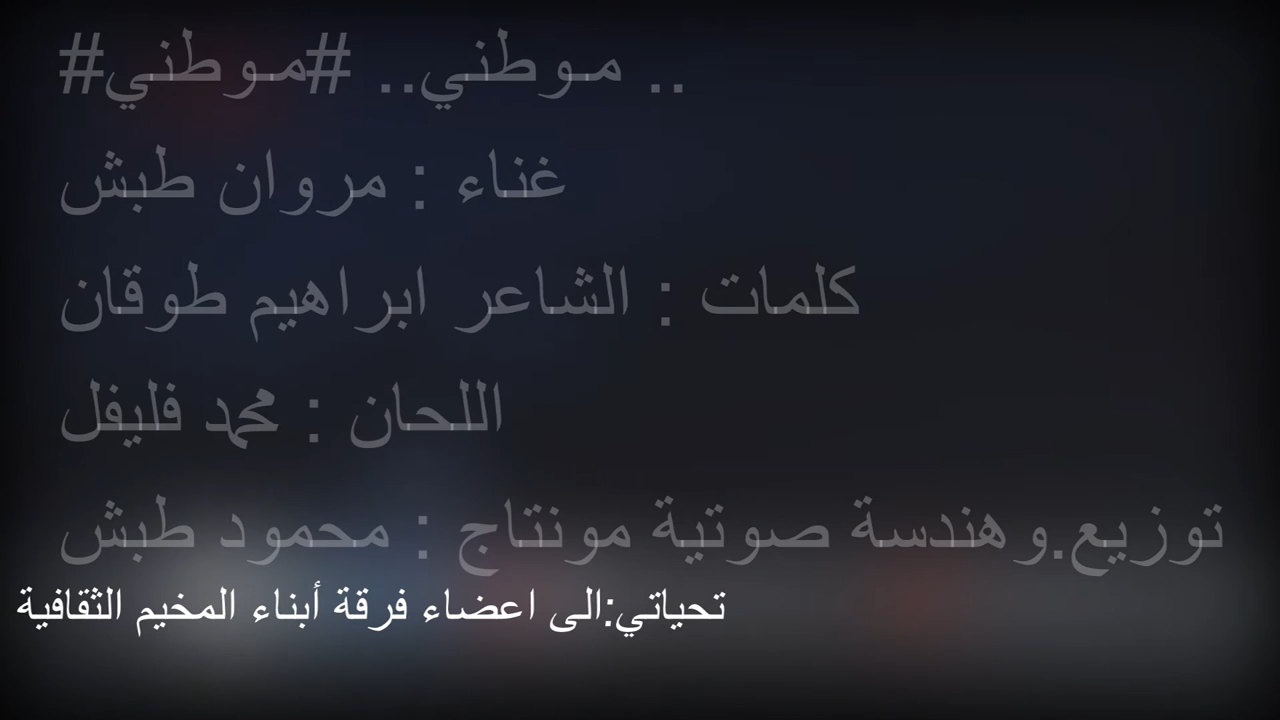 .. موطني.. #موطني#
غناء : مروان طبش
كلمات : الشاعر ابراهيم طوقان
اللحان : محمد فليفل
توزيع.وهندسة صوتية مونتاج : محمود طبش
تحياتي:الى اعضاء فرقة أبناء المخيم الثقافية